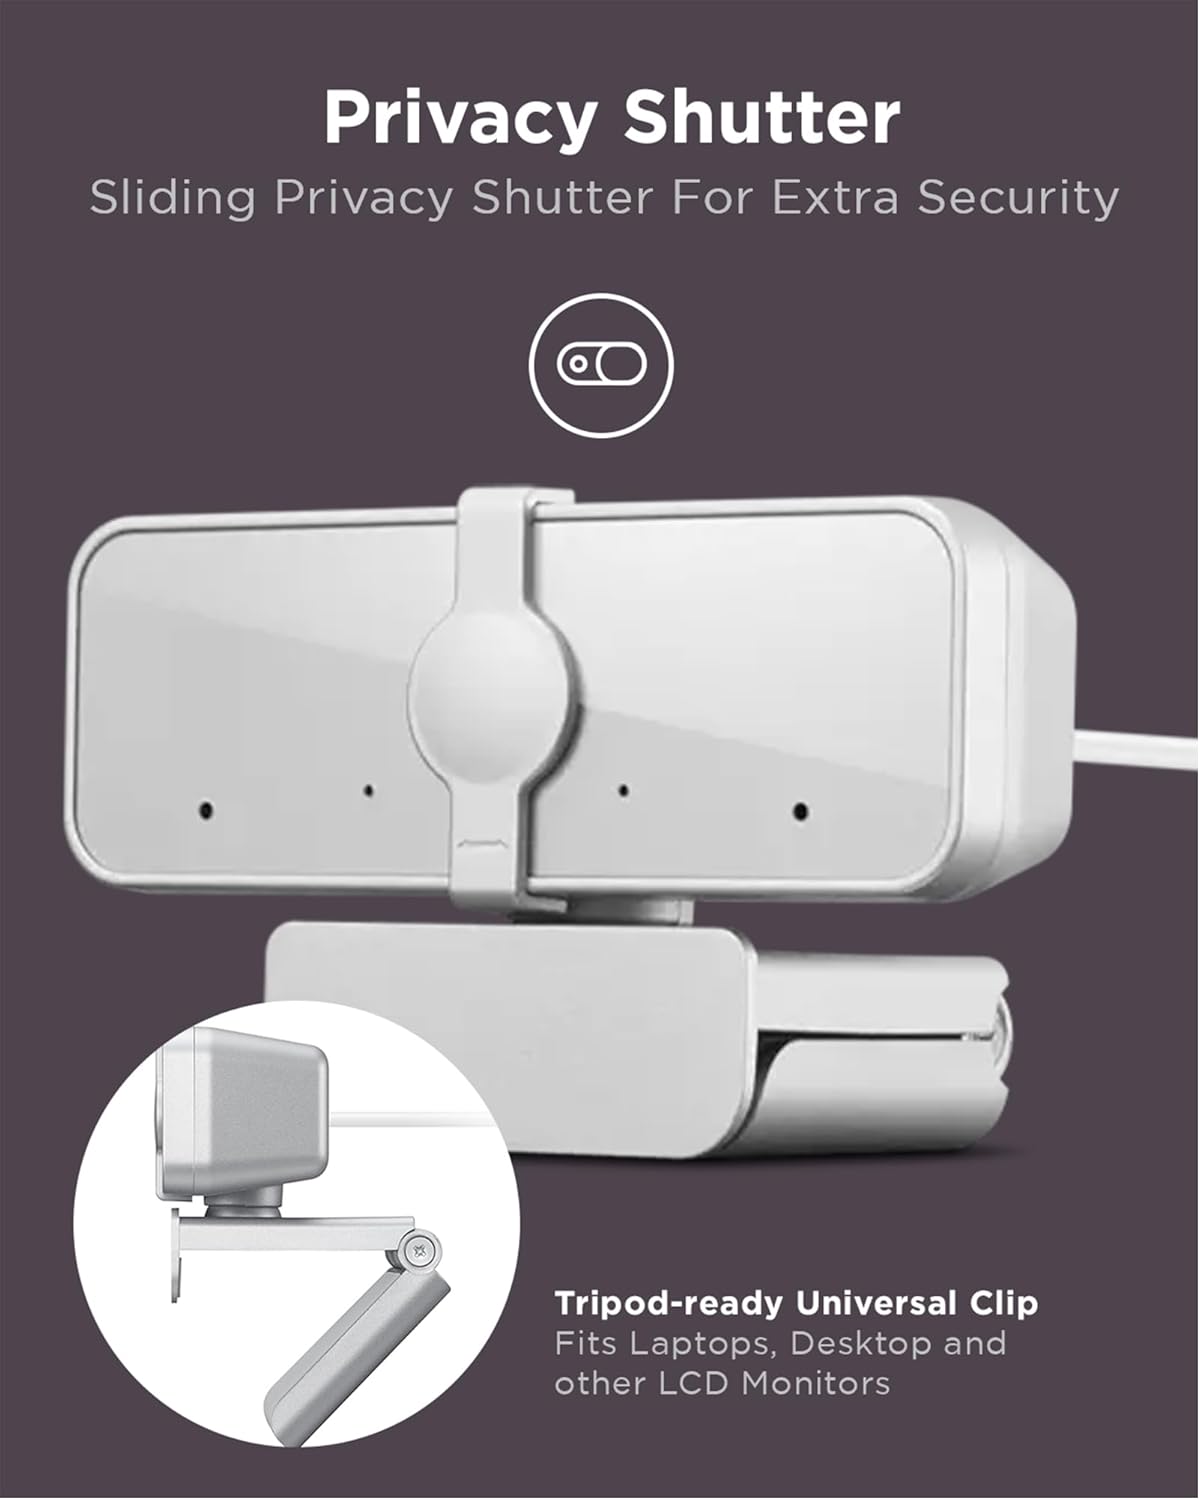 Privacy Shutter
Sliding Privacy Shutter For Extra Security
Tripod-ready Universal Clip
Fits Laptops, Desktop and
other LCD Monitors